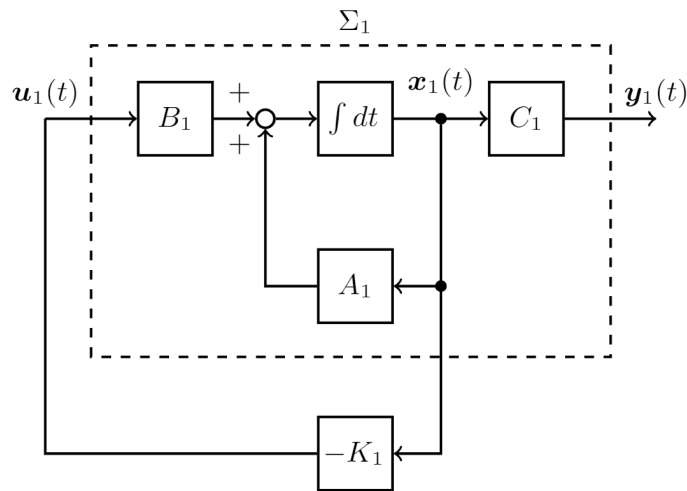 Σ₁
𝒖₁(t)
B₁
+
+
∫ dt
𝒙₁(t)
C₁
𝒚₁(t)
A₁
−K₁